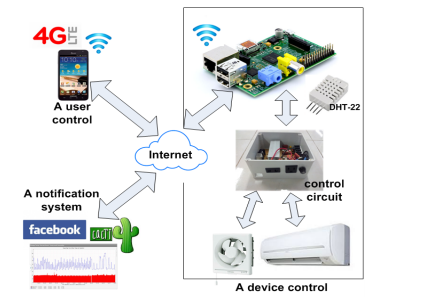 4G LTE
A user
control
DHT-22
Internet
control
circuit
A notification
system
facebook
cacti
A device control